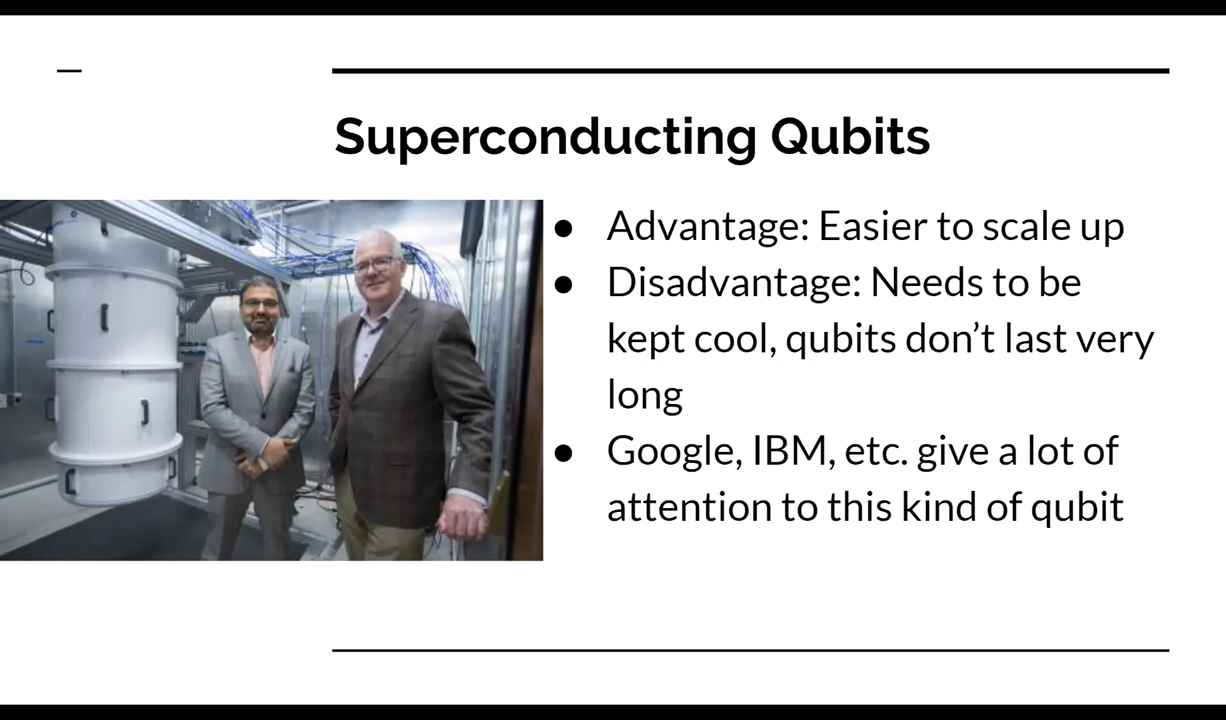 Superconducting Qubits
● Advantage: Easier to scale up
● Disadvantage: Needs to be
kept cool, qubits don’t last very
long
● Google, IBM, etc. give a lot of
attention to this kind of qubit